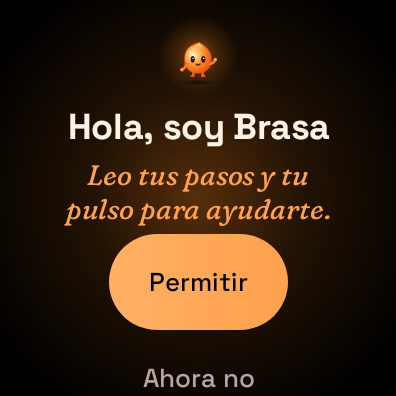 Hola, soy Brasa
Leo tus pasos y tu
pulso para ayudarte.
Permitir
Ahora no